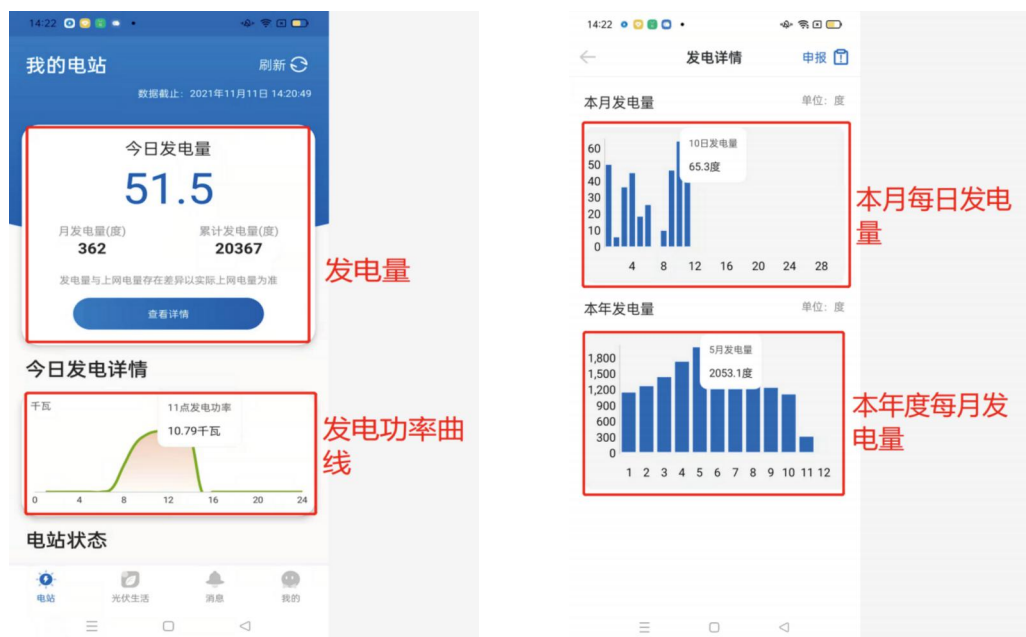 14:22
我的电站
刷新
数据截止：2021年11月11日 14:20:49
今日发电量
51.5
月发电量(度)
累计发电量(度)
362
20367
发电量与上网电量存在差异以实际上网电量为准
查看详情
发电量
今日发电详情
千瓦
11点发电功率
10.79千瓦
0 4 8 12 16 20 24
发电功率曲
线
电站状态
电站
光伏生活
消息
我的
14:22
发电详情
申报
本月发电量
单位：度
10日发电量
65.3度
60
50
40
30
20
10
0
4 8 12 16 20 24 28
本月每日发电
量
本年发电量
单位：度
5月发电量
2053.1度
1,800
1,500
1,200
900
600
300
0
1 2 3 4 5 6 7 8 9 10 11 12
本年度每月发
电量